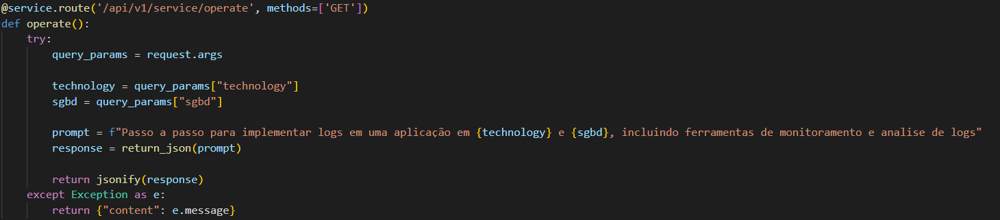 @service.route('/api/v1/service/operate', methods=['GET'])
def operate():
    try:
        query_params = request.args

        technology = query_params["technology"]
        sgbd = query_params["sgbd"]

        prompt = f"Passo a passo para implementar logs em uma aplicação em {technology} e {sgbd}, incluindo ferramentas de monitoramento e analise de logs"
        response = return_json(prompt)

        return jsonify(response)
    except Exception as e:
        return {"content": e.message}